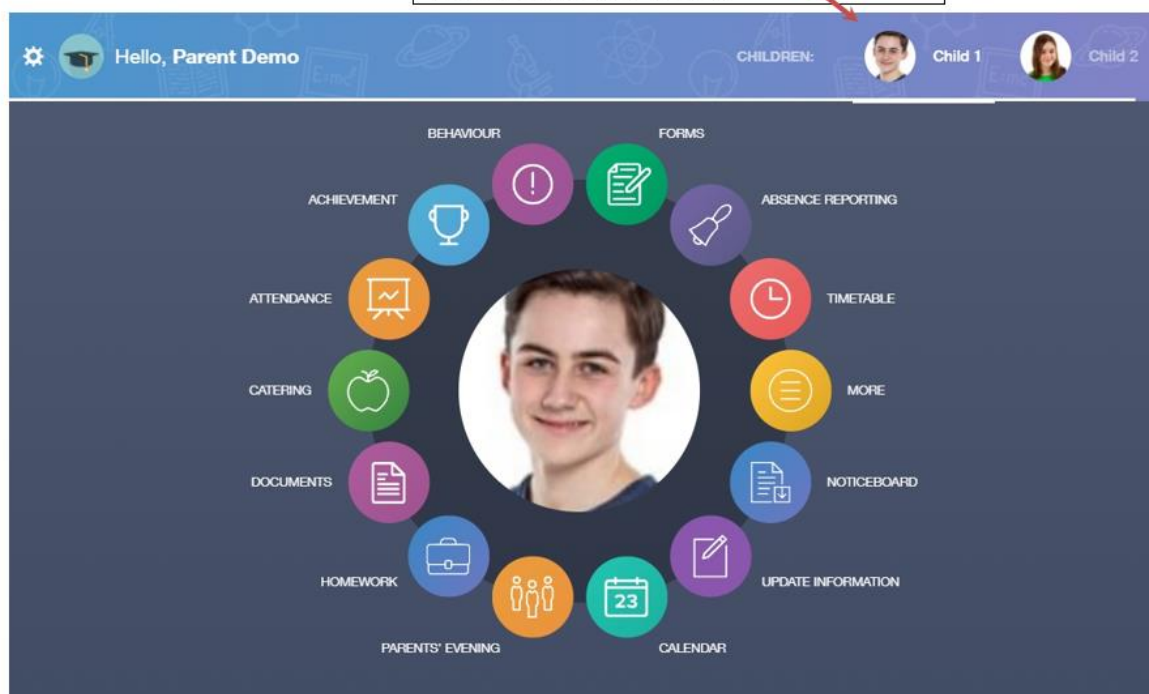 Hello, Parent Demo
CHILDREN:
Child 1
Child 2
BEHAVIOUR
FORMS
ACHIEVEMENT
ABSENCE REPORTING
ATTENDANCE
TIMETABLE
CATERING
MORE
DOCUMENTS
NOTICEBOARD
HOMEWORK
UPDATE INFORMATION
23
PARENTS' EVENING
CALENDAR